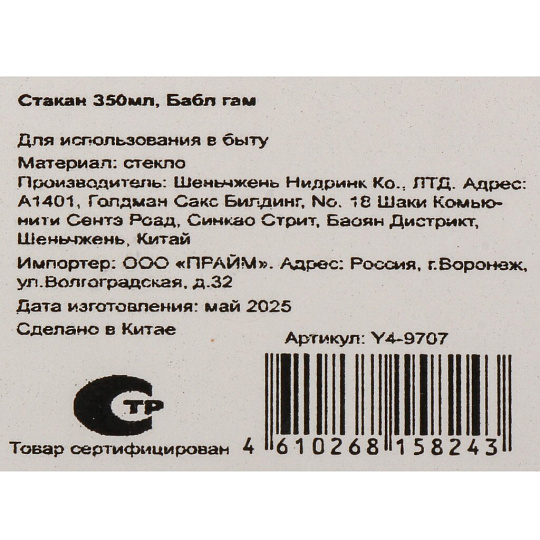 Стакан 350мл, Бабл гам
Для использования в быту
Материал: стекло
Производитель: Шеньчжень Нидринк Ко., ЛТД. Адрес:
А1401, Голдман Сакс Билдинг, No. 18 Шаки Комью-
нити Сентэ Роад, Синкао Стрит, Баоян Дистрикт,
Шеньчжень, Китай
Импортер: ООО «ПРАЙМ». Адрес: Россия, г.Воронеж,
ул.Волгоградская, д.32
Дата изготовления: май 2025
Сделано в Китае
Артикул: Y4-9707
СТР
Товар сертифицирован
4 610268 158243